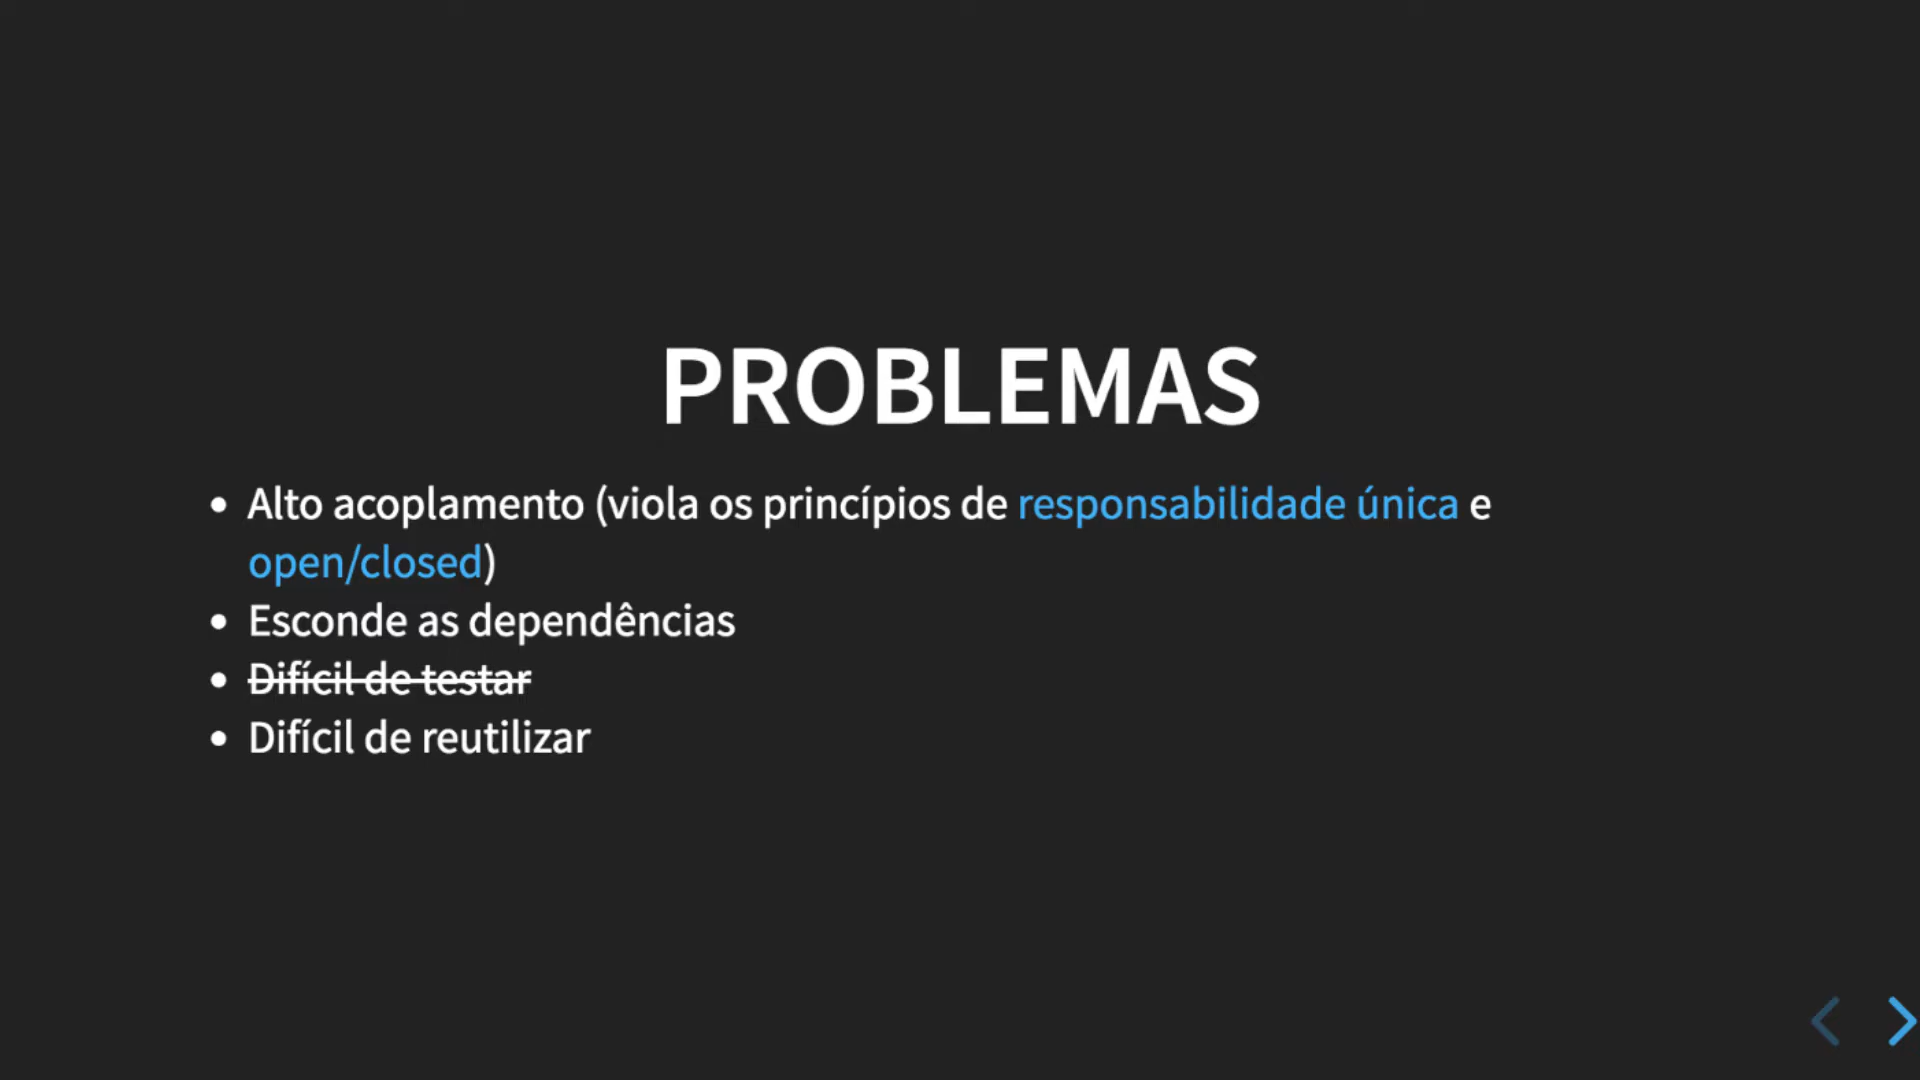 PROBLEMAS
• Alto acoplamento (viola os princípios de responsabilidade única e
open/closed)
• Esconde as dependências
• Difícil de testar
• Difícil de reutilizar